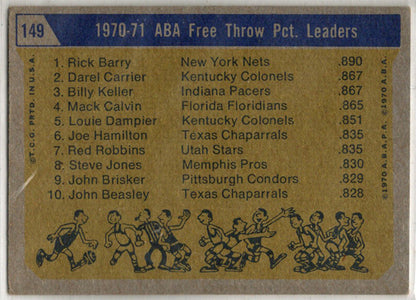 149 1970-71 ABA Free Throw Pct. Leaders
1. Rick Barry New York Nets .890
2. Darel Carrier Kentucky Colonels .867
3. Billy Keller Indiana Pacers .867
4. Mack Calvin Florida Floridians .865
5. Louie Dampier Kentucky Colonels .851
6. Joe Hamilton Texas Chaparrals .835
7. Red Robbins Utah Stars .835
8. Steve Jones Memphis Pros .830
9. John Brisker Pittsburgh Condors .829
10. John Beasley Texas Chaparrals .828
©T.C.G. PRTD. IN U.S.A.
©1970 A.B.A.P.A. ©1970 A.B.A.